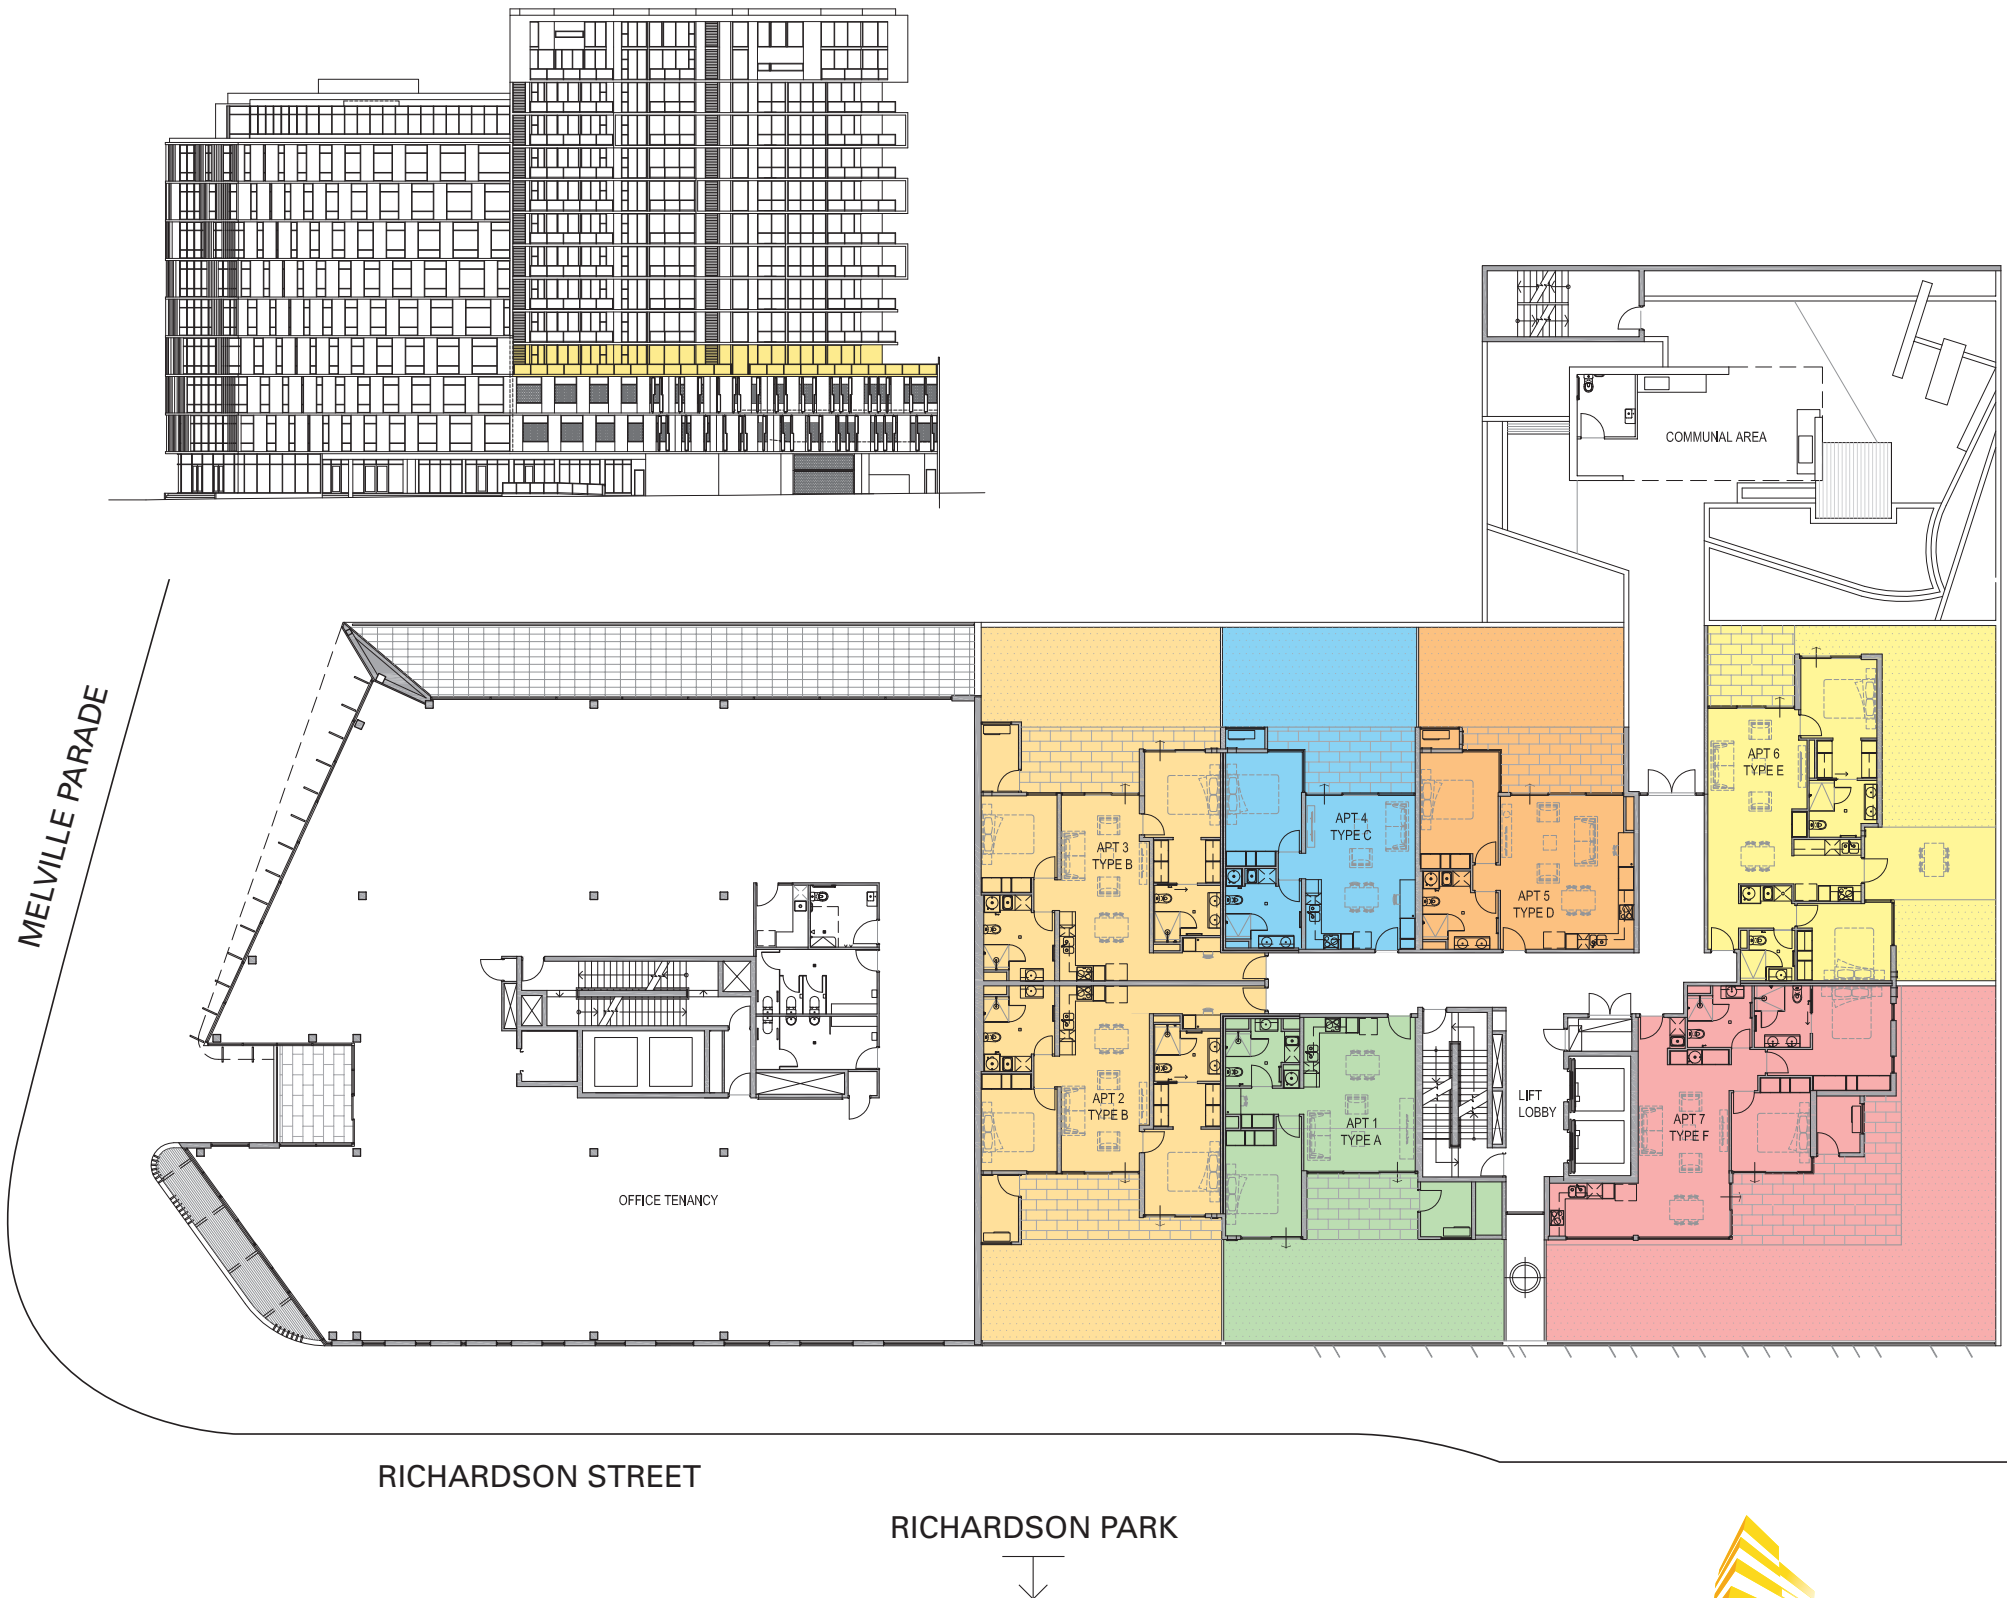 COMMUNAL AREA
MELVILLE PARADE
APT 6
TYPE E
APT 3
TYPE B
APT 4
TYPE C
APT 5
TYPE D
APT 2
TYPE B
APT 1
TYPE A
LIFT
LOBBY
APT 7
TYPE F
OFFICE TENANCY
RICHARDSON STREET
RICHARDSON PARK